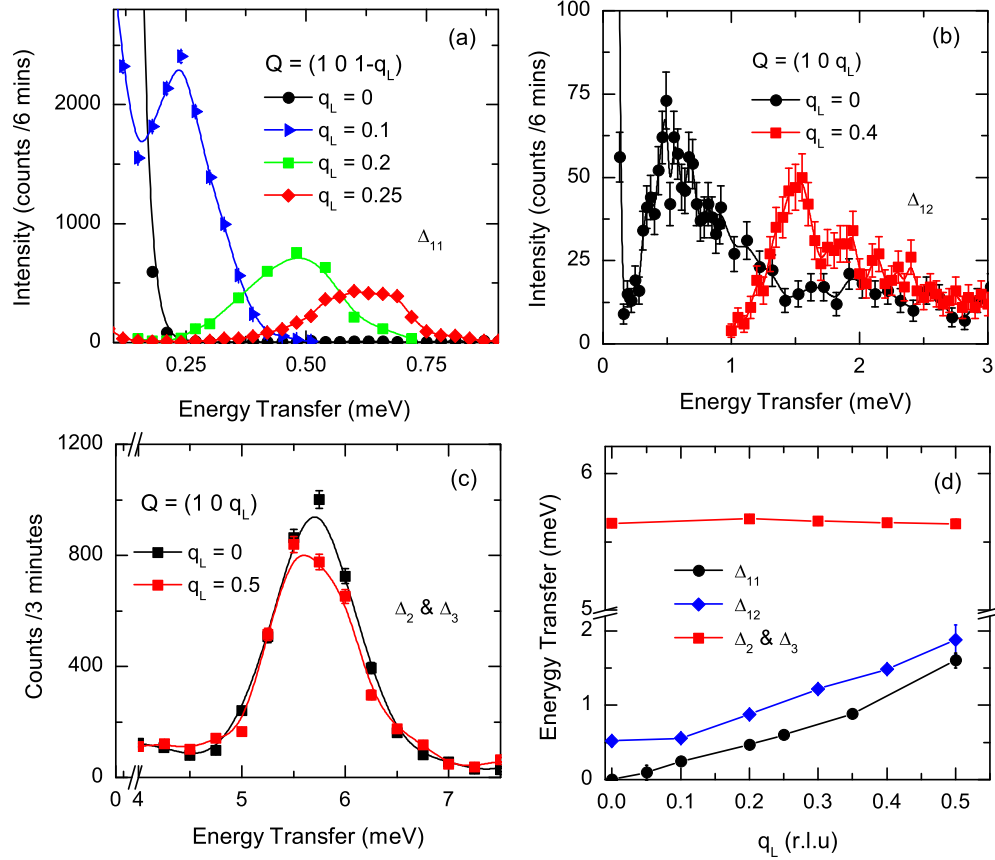 (a)
Q = (1 0 1-q_L)
q_L = 0
q_L = 0.1
q_L = 0.2
q_L = 0.25
Δ_11
Intensity (counts /6 mins)
2000
1000
0
0.25
0.50
0.75
Energy Transfer (meV)
(b)
Q = (1 0 q_L)
q_L = 0
q_L = 0.4
Δ_12
Intensity (counts /6 mins)
100
75
50
25
0
0
1
2
3
Energy Transfer (meV)
(c)
Q = (1 0 q_L)
q_L = 0
q_L = 0.5
Δ_2 & Δ_3
Counts /3 minutes
1200
800
400
0
0
4
5
6
7
Energy Transfer (meV)
(d)
Δ_11
Δ_12
Δ_2 & Δ_3
Enerygy Transfer (meV)
6
5
2
1
0
0.0
0.1
0.2
0.3
0.4
0.5
q_L (r.l.u)